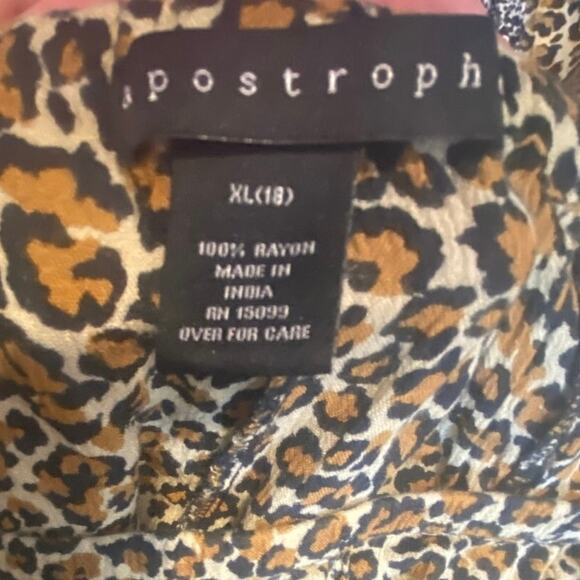 apostroph
XL(18)
100% RAYON
MADE IN
INDIA
RN 15099
OVER FOR CARE